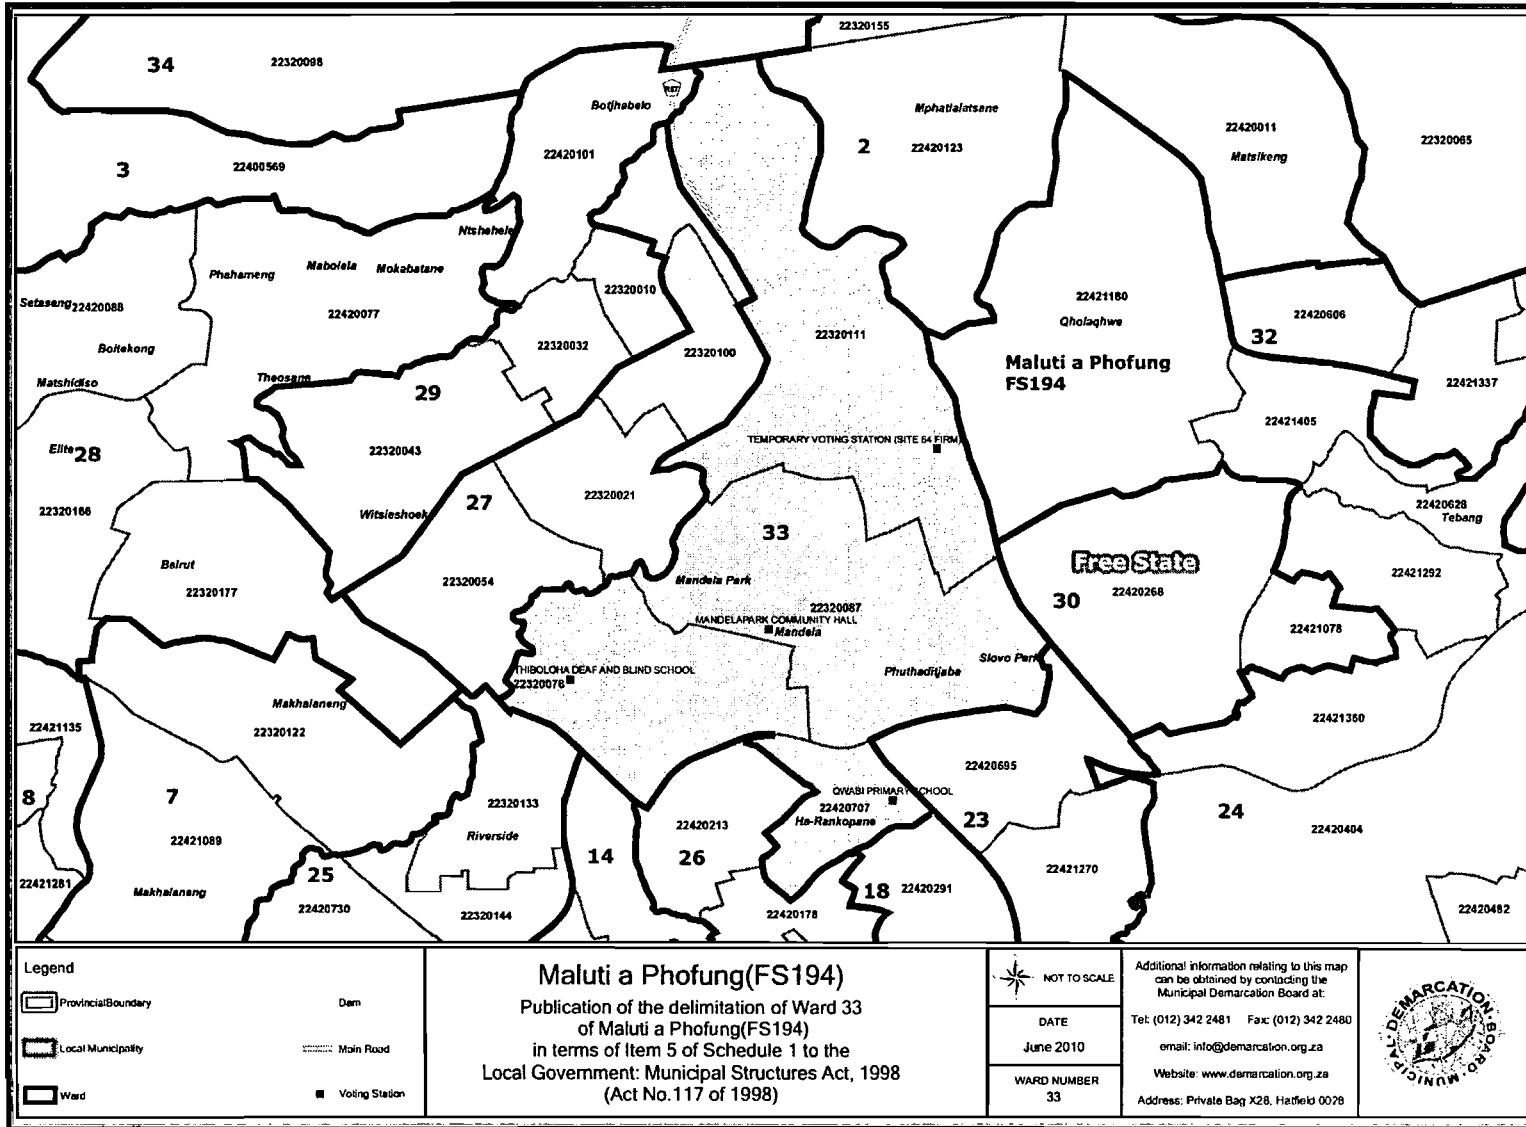 22320155
34
22320098
R57
Botjhabelo
Mphatlalatsane
2
22420123
22420011
Matsikeng
22320065
3
22400569
22420101
Ntshehele
Phahameng
Mabolela
Mokabatane
Setaseng
22420088
22420077
22320010
22421180
Qholaqhwe
22420606
32
Boitekong
22320032
22320100
22320111
Maluti a Phofung
FS194
Matshidiso
Theosane
29
22421337
22421405
TEMPORARY VOTING STATION (SITE 64 FIRM)
Elite
28
22320043
22320166
Witsieshoek
27
22320021
33
22420628
Tebang
Beirut
22320177
22320054
Mandela Park
22320087
MANDELAPARK COMMUNITY HALL
Mandela
Free State
30
22420268
22421292
22421078
THIBOLOHA DEAF AND BLIND SCHOOL
22320078
Phuthaditjaba
Slovo Park
Makhalaneng
22320122
22421135
22421360
8
7
22421089
22320133
Riverside
22420695
QWABI PRIMARY SCHOOL
22420707
Ha-Rankopane
22420213
26
14
23
24
22420404
22421281
Makhalaneng
25
22420730
22320144
22420178
18
22420291
22421270
22420482
Legend
Provincial Boundary
Dam
Local Municipality
Main Road
Ward
Voting Station
Maluti a Phofung(FS194)
Publication of the delimitation of Ward 33
of Maluti a Phofung(FS194)
in terms of Item 5 of Schedule 1 to the
Local Government: Municipal Structures Act, 1998
(Act No.117 of 1998)
NOT TO SCALE
DATE
June 2010
WARD NUMBER
33
Additional information relating to this map
can be obtained by contacting the
Municipal Demarcation Board at:
Tel: (012) 342 2481 Fax: (012) 342 2480
email: info@demarcation.org.za
Website: www.demarcation.org.za
Address: Private Bag X28, Hatfield 0028
MUNICIPAL DEMARCATION BOARD